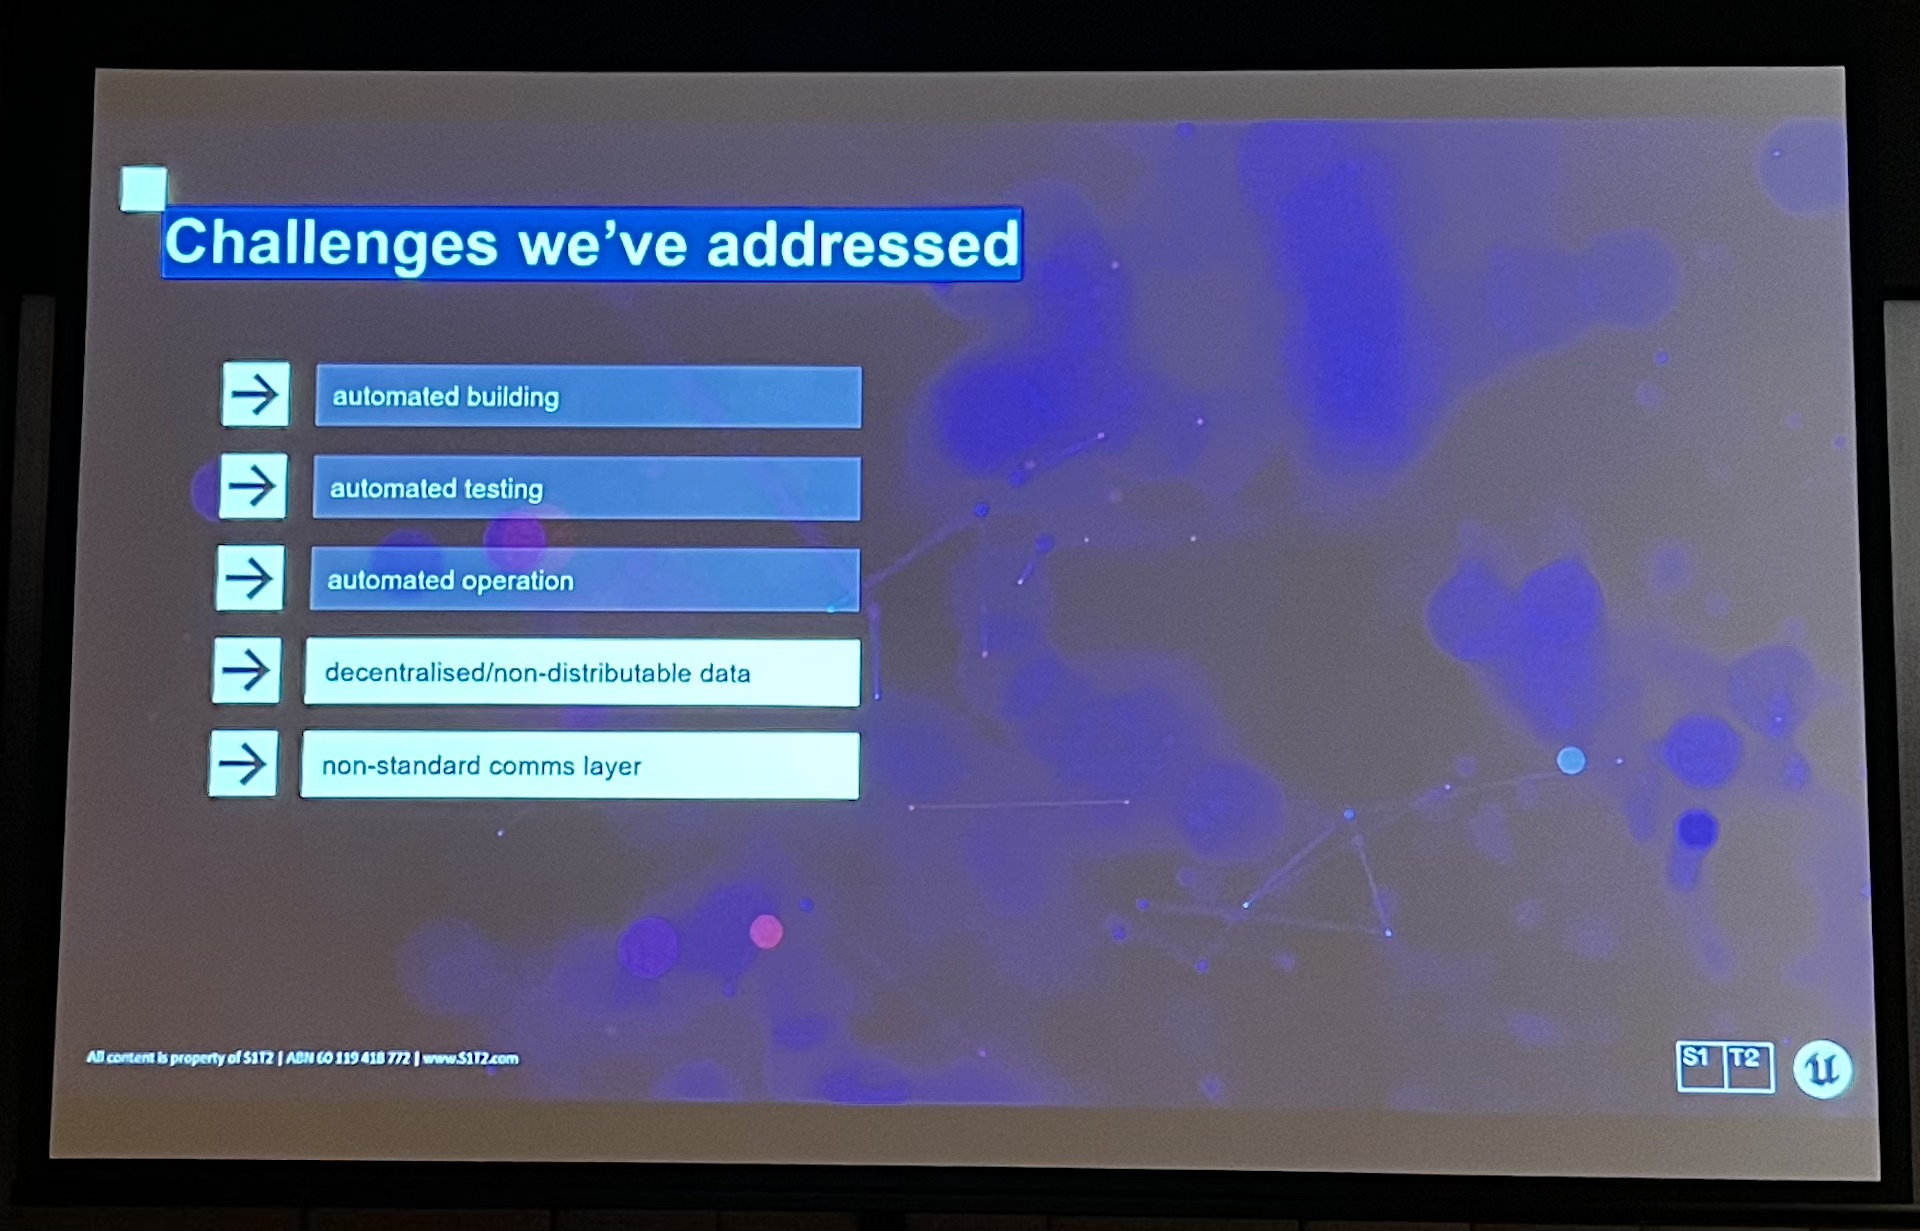 Challenges we've addressed
automated building
automated testing
automated operation
decentralised/non-distributable data
non-standard comms layer
All content is property of S1T2 | ABN 60 119 418 772 | www.S1T2.com
S1 T2